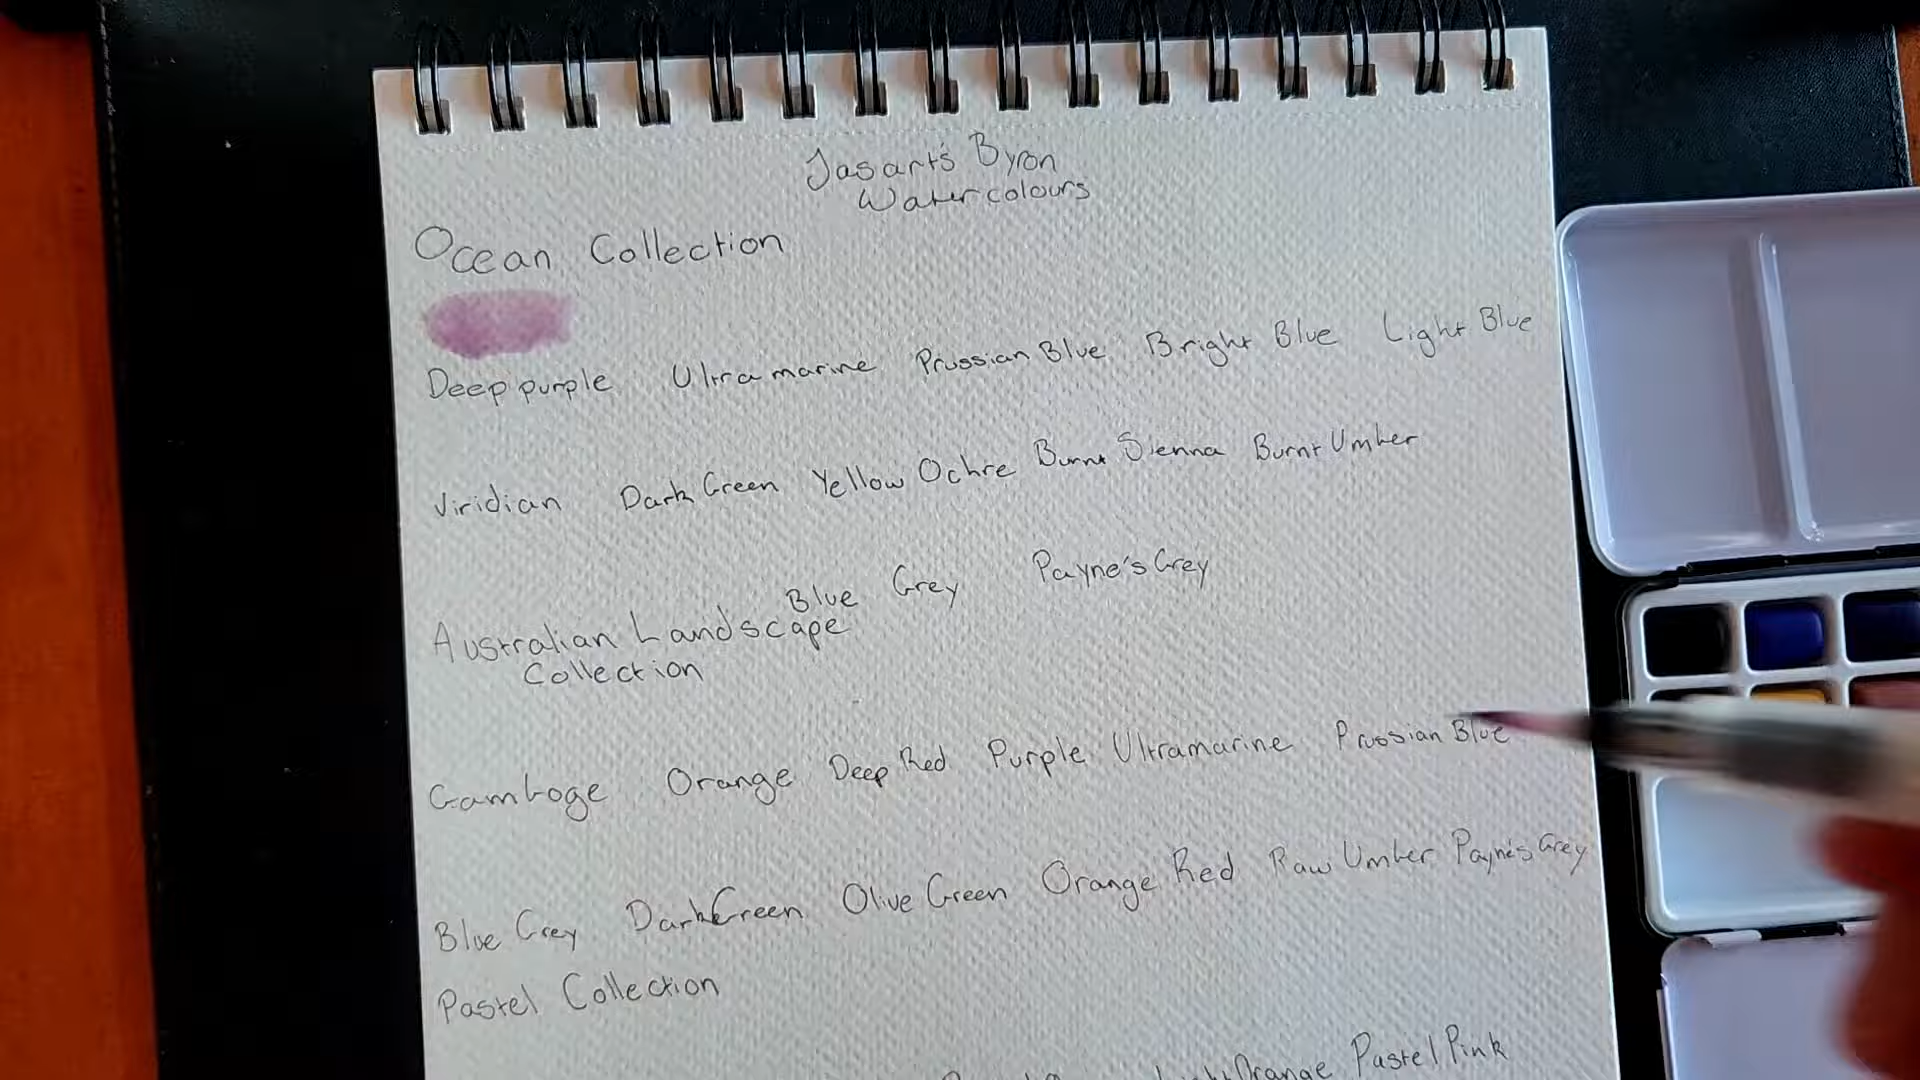 Jasart's Byron
Watercolours
Ocean Collection
Deep purple Ultramarine Prussian Blue Bright Blue Light Blue
Viridian Dark Green Yellow Ochre Burnt Sienna Burnt Umber
Blue Grey Payne's Grey
Australian Landscape
Collection
Gamboge Orange Deep Red Purple Ultramarine Prussian Blue
Blue Grey Dark Green Olive Green Orange Red Raw Umber Payne's Grey
Pastel Collection
Orange Pastel Pink